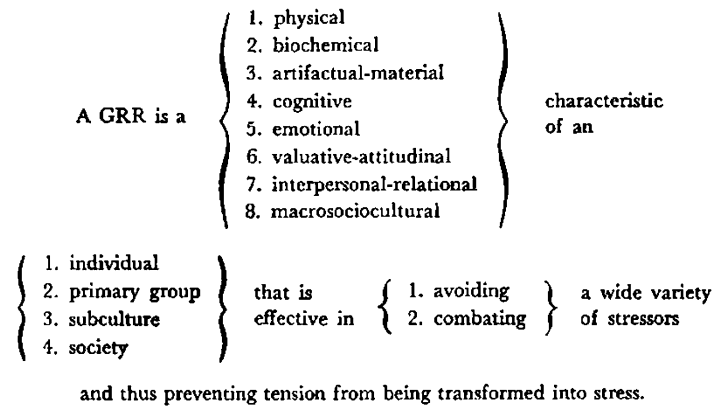 A GRR is a
1. physical
2. biochemical
3. artifactual-material
4. cognitive
5. emotional
6. valuative-attitudinal
7. interpersonal-relational
8. macrosociocultural
characteristic
of an
1. individual
2. primary group
3. subculture
4. society
that is
effective in
1. avoiding
2. combating
a wide variety
of stressors
and thus preventing tension from being transformed into stress.